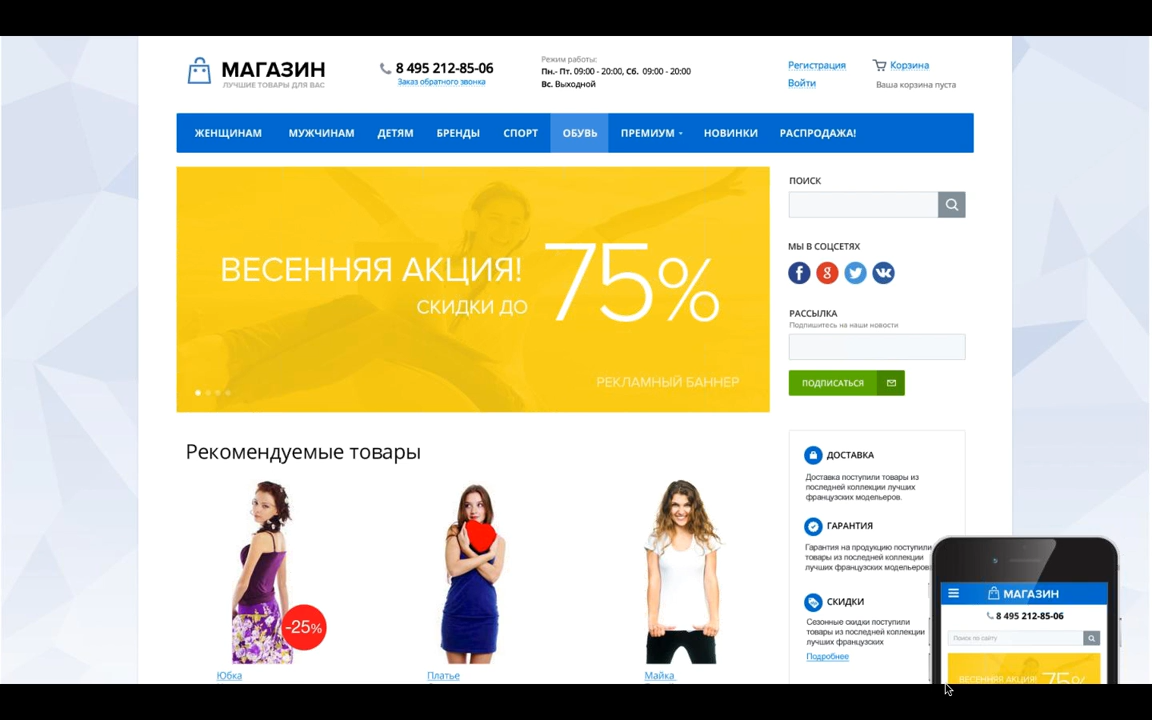 МАГАЗИН
ЛУЧШИЕ ТОВАРЫ ДЛЯ ВАС
8 495 212-85-06
Заказ обратного звонка
Режим работы:
Пн.- Пт. 09:00 - 20:00, Сб. 09:00 - 20:00
Вс. Выходной
Регистрация
Войти
Корзина
Ваша корзина пуста
ЖЕНЩИНАМ МУЖЧИНАМ ДЕТЯМ БРЕНДЫ СПОРТ ОБУВЬ ПРЕМИУМ НОВИНКИ РАСПРОДАЖА!
ВЕСЕННЯЯ АКЦИЯ!
СКИДКИ ДО 75%
РЕКЛАМНЫЙ БАННЕР
ПОИСК
МЫ В СОЦСЕТЯХ
РАССЫЛКА
Подпишитесь на наши новости
ПОДПИСАТЬСЯ
Рекомендуемые товары
-25%
Юбка
Платье
Майка
ДОСТАВКА
Доставка поступили товары из
последней коллекции лучших
французских модельеров.
ГАРАНТИЯ
Гарантия на продукцию поступили
товары из последней коллекции
лучших французских модельеров
СКИДКИ
Сезонные скидки поступили
товары из последней коллекции
лучших французских
Подробнее
МАГАЗИН
8 495 212-85-06
Поиск по сайту
ВЕСЕННЯЯ АКЦИЯ! 75%